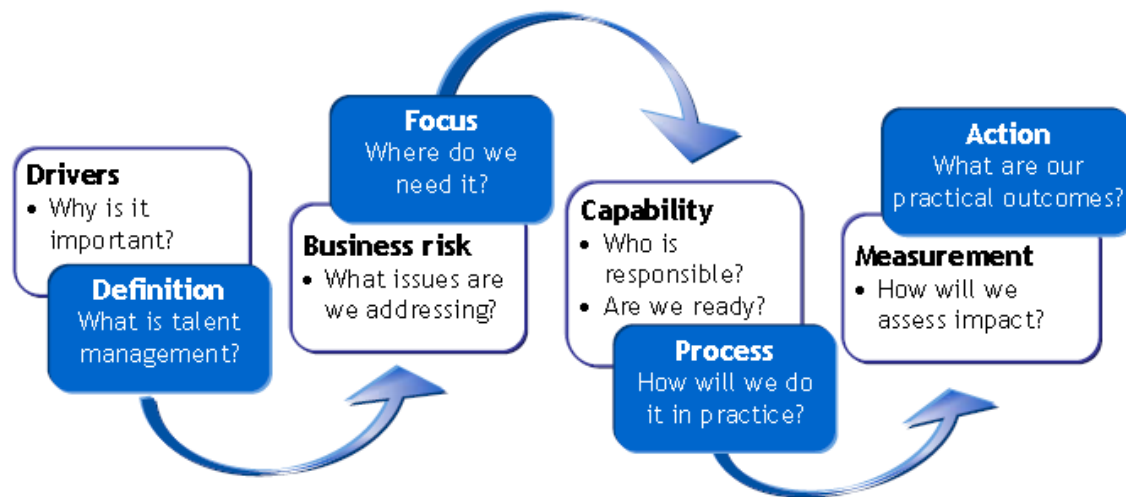 Drivers
• Why is it
important?
Definition
What is talent
management?
Focus
Where do we
need it?
Business risk
• What issues are
we addressing?
Capability
• Who is
responsible?
• Are we ready?
Process
How will we do
it in practice?
Action
What are our
practical outcomes?
Measurement
• How will we
assess impact?